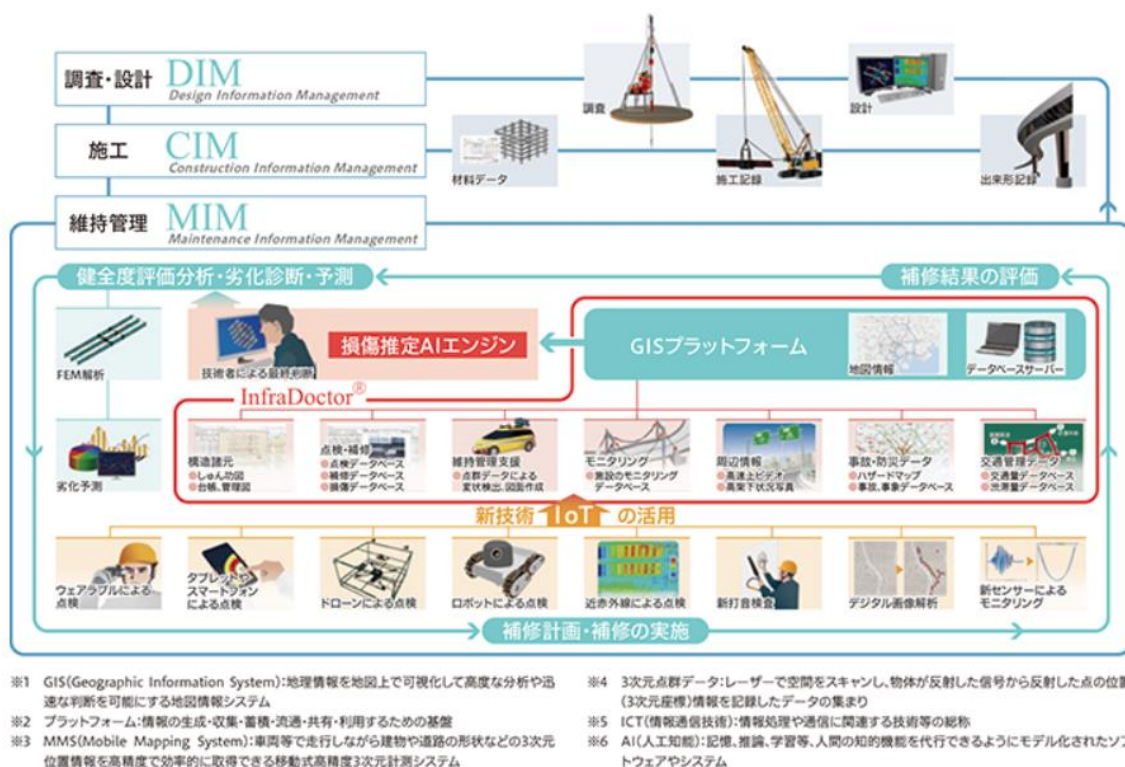 調査・設計 DIM
Design Information Management
調査
設計
施工 CIM
Construction Information Management
材料データ
施工記録
出来形記録
維持管理 MIM
Maintenance Information Management
健全度評価分析・劣化診断・予測
補修結果の評価
FEM解析
技術者による最終判断
損傷推定AIエンジン
GISプラットフォーム
地図情報
データベースサーバー
InfraDoctor®
劣化予測
構造諸元
●しゅん功図
●台帳、管理図
点検・補修
●点検データベース
●補修データベース
●損傷データベース
維持管理支援
●点群データによる
変状検出、図面作成
モニタリング
●施設のモニタリング
データベース
周辺情報
●高速上ビデオ
●高架下状況写真
事故・防災データ
●ハザードマップ
●事故、事象データベース
交通管理データ
●交通量データベース
●渋滞量データベース
新技術 IoT の活用
ウェアラブルによる
点検
タブレットや
スマートフォン
による点検
ドローンによる点検
ロボットによる点検
近赤外線による点検
新打音検査
デジタル画像解析
新センサーによる
モニタリング
補修計画・補修の実施
※1 GIS(Geographic Information System):地理情報を地図上で可視化して高度な分析や迅
速な判断を可能にする地図情報システム
※2 プラットフォーム:情報の生成・収集・蓄積・流通・共有・利用するための基盤
※3 MMS(Mobile Mapping System):車両等で走行しながら建物や道路の形状などの3次元
位置情報を高精度で効率的に取得できる移動式高精度3次元計測システム
※4 3次元点群データ:レーザーで空間をスキャンし、物体が反射した信号から反射した点の位置
(3次元座標)情報を記録したデータの集まり
※5 ICT(情報通信技術):情報処理や通信に関連する技術等の総称
※6 AI(人工知能):記憶、推論、学習等、人間の知的機能を代行できるようにモデル化されたソフ
トウェアやシステム